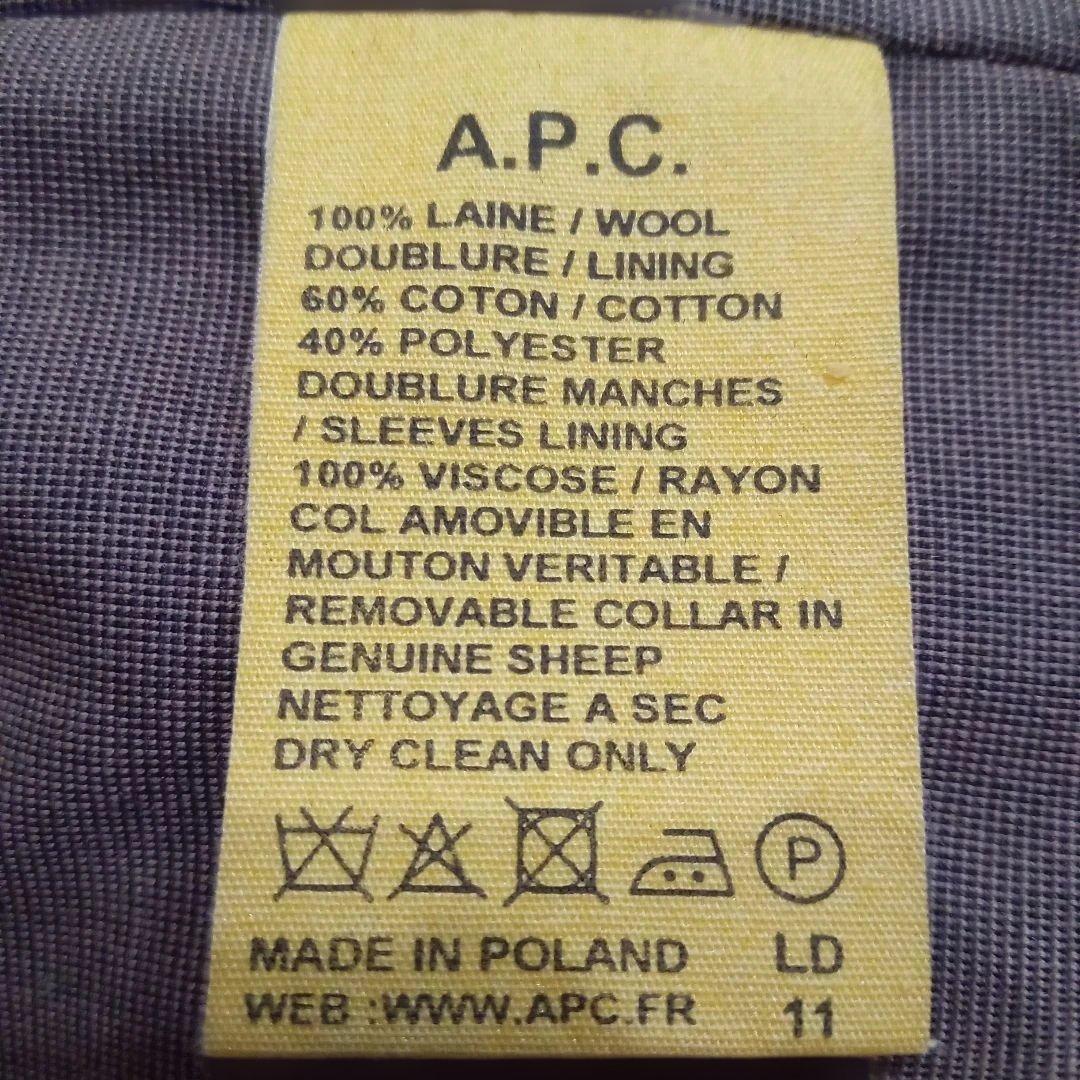 A.P.C.
100% LAINE / WOOL
DOUBLURE / LINING
60% COTON / COTTON
40% POLYESTER
DOUBLURE MANCHES
/ SLEEVES LINING
100% VISCOSE / RAYON
COL AMOVIBLE EN
MOUTON VERITABLE /
REMOVABLE COLLAR IN
GENUINE SHEEP
NETTOYAGE A SEC
DRY CLEAN ONLY
P
MADE IN POLAND LD
WEB :WWW.APC.FR 11